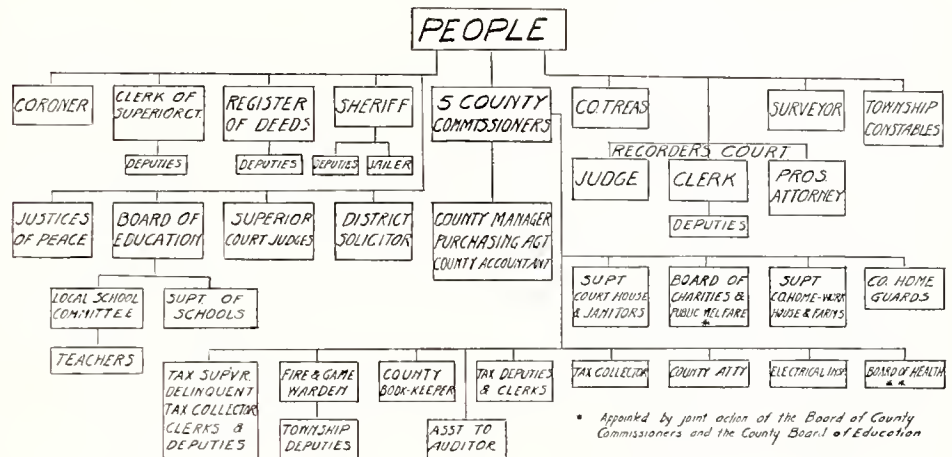 PEOPLE
CORONER
CLERK OF
SUPERIOR CT.
REGISTER
OF DEEDS
SHERIFF
5 COUNTY
COMMISSIONERS
CO. TREAS
SURVEYOR
TOWNSHIP
CONSTABLES
DEPUTIES
DEPUTIES
DEPUTIES
JAILER
RECORDERS COURT
JUDGE
CLERK
PROS.
ATTORNEY
DEPUTIES
JUSTICES
OF PEACE
BOARD OF
EDUCATION
SUPERIOR
COURT JUDGES
DISTRICT
SOLICITOR
COUNTY MANAGER
PURCHASING AGT
COUNTY ACCOUNTANT
LOCAL SCHOOL
COMMITTEE
SUPT. OF
SCHOOLS
TEACHERS
SUPT
COURT HOUSE
& JANITORS
BOARD OF
CHARITIES &
PUBLIC WELFARE
*
SUPT
CO. HOME-WORK
HOUSE & FARMS
CO. HOME
GUARDS
TAX SUP'VR.
DELINQUENT
TAX COLLECTOR
CLERKS &
DEPUTIES
FIRE & GAME
WARDEN
TOWNSHIP
DEPUTIES
COUNTY
BOOK-KEEPER
ASST TO
AUDITOR
TAX DEPUTIES
& CLERKS
TAX COLLECTOR
COUNTY ATTY
ELECTRICAL INSP.
BOARD OF HEALTH
* *
* Appointed by joint action of the Board of County
Commissioners and the County Board of Education